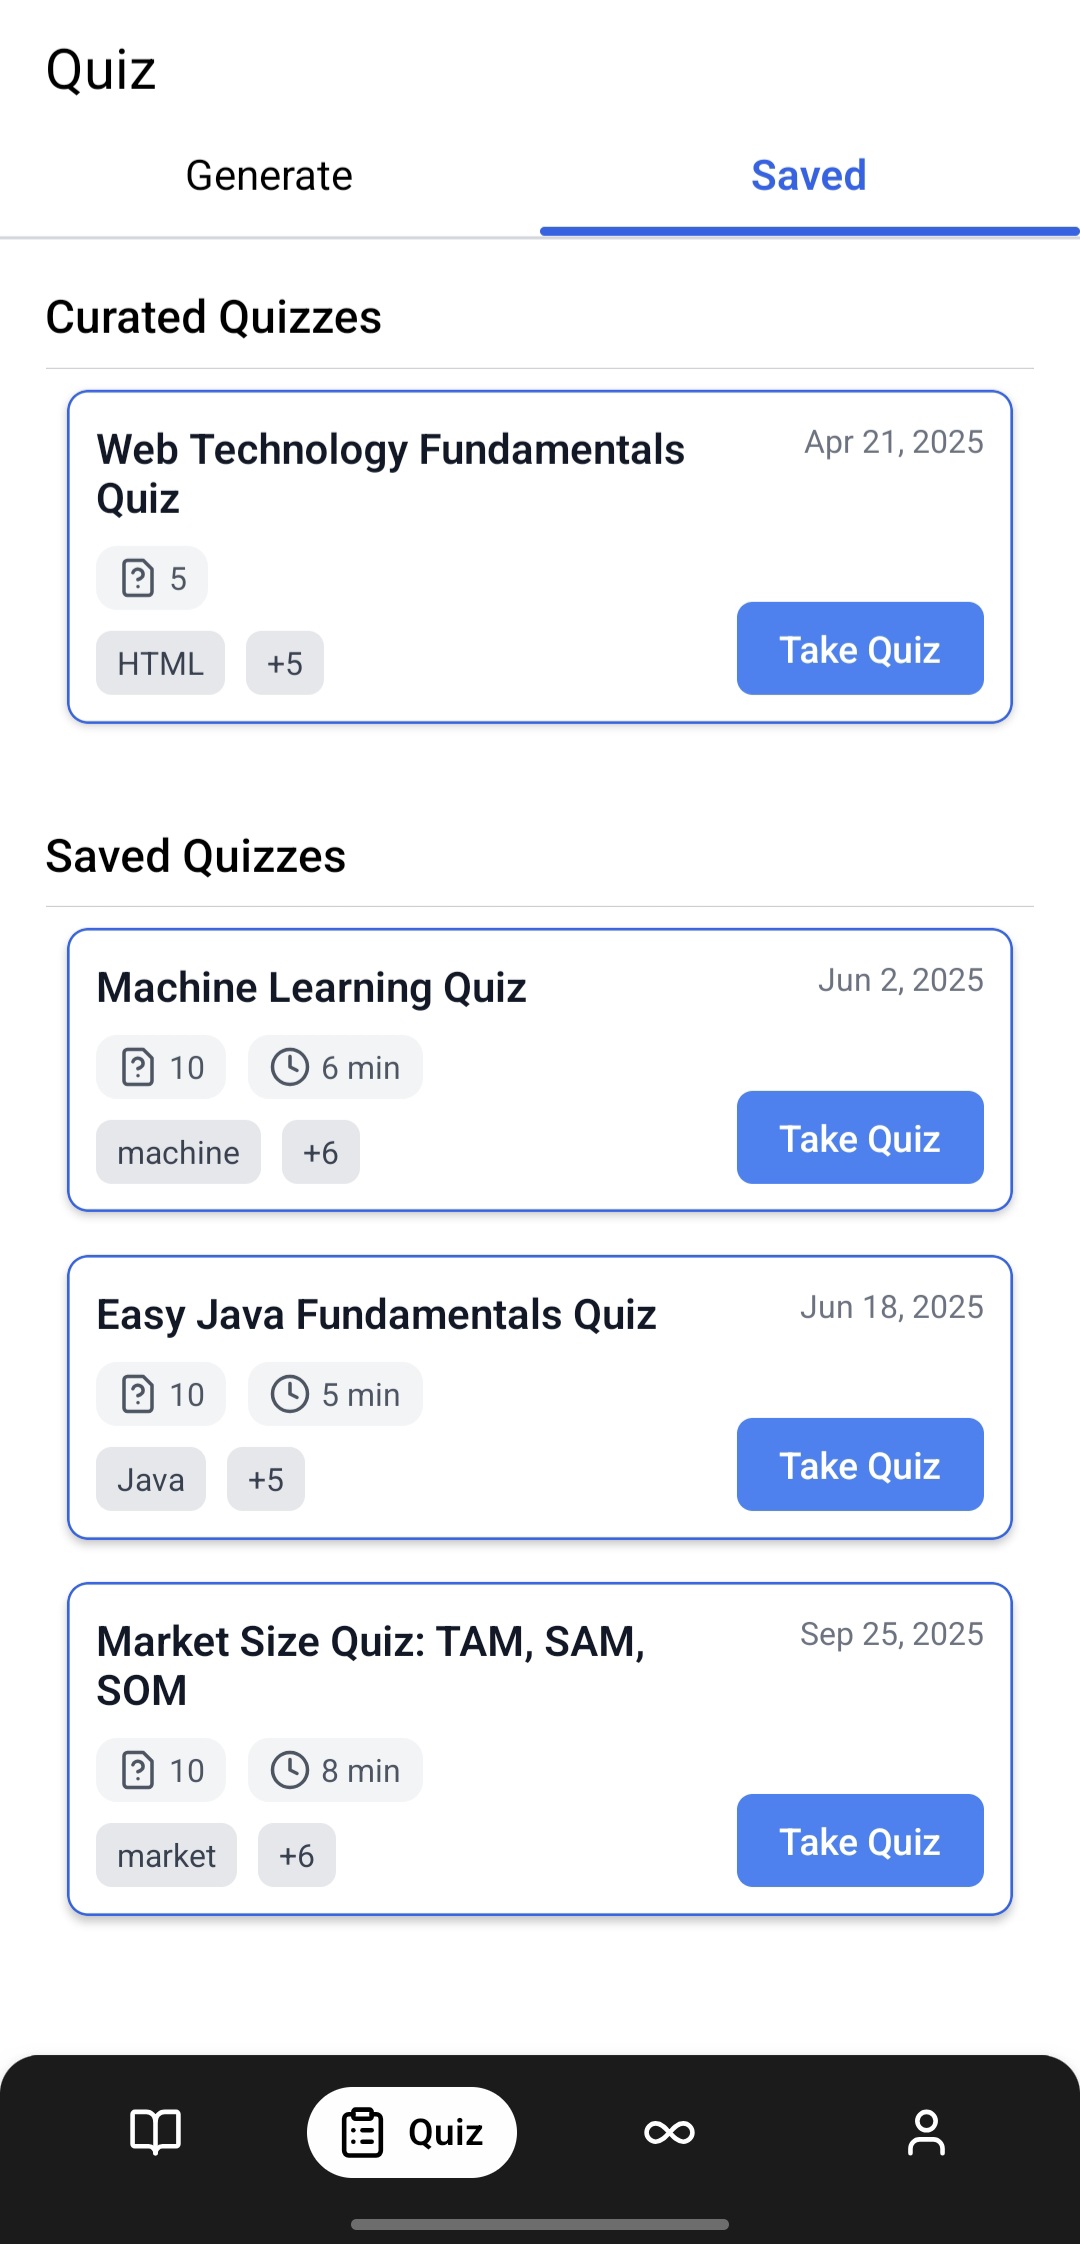 Quiz
Generate
Saved
Curated Quizzes
Web Technology Fundamentals
Quiz
Apr 21, 2025
5
HTML
+5
Take Quiz
Saved Quizzes
Machine Learning Quiz
Jun 2, 2025
10
6 min
machine
+6
Take Quiz
Easy Java Fundamentals Quiz
Jun 18, 2025
10
5 min
Java
+5
Take Quiz
Market Size Quiz: TAM, SAM,
SOM
Sep 25, 2025
10
8 min
market
+6
Take Quiz
Quiz